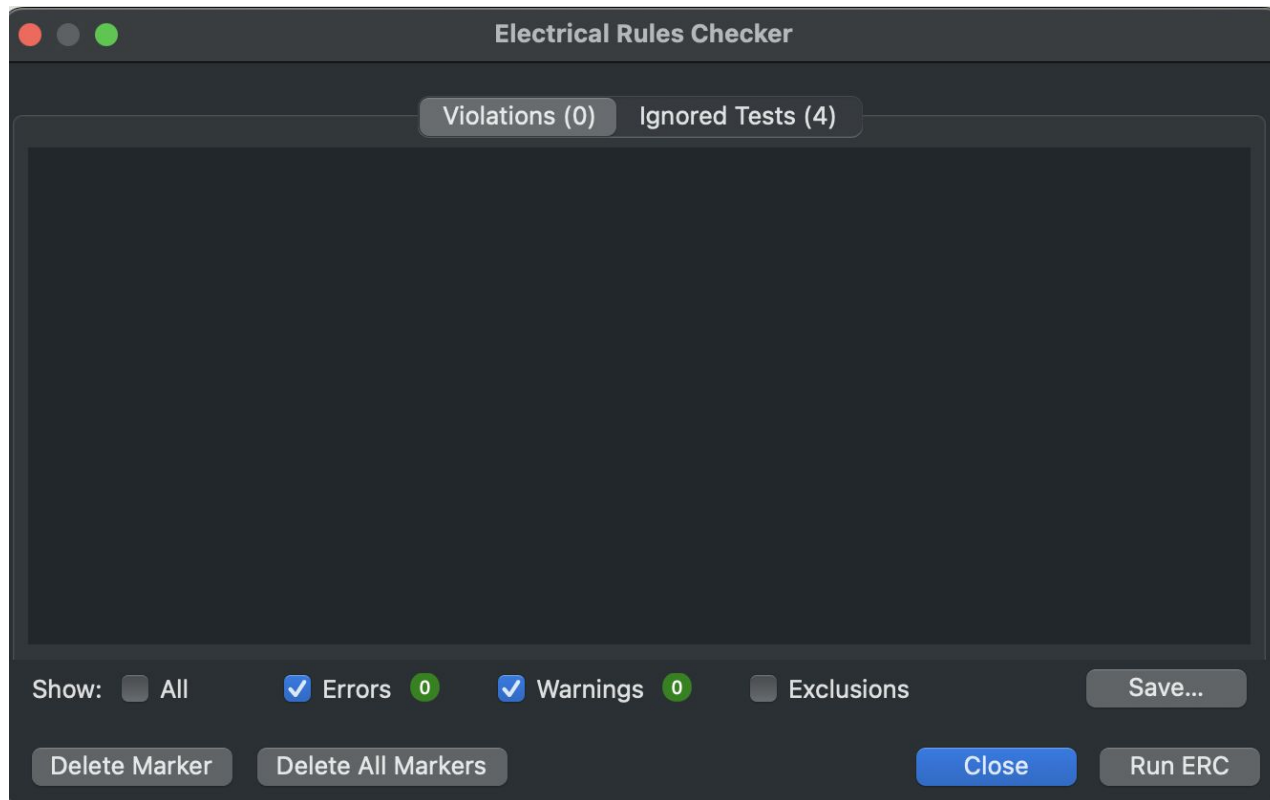 Electrical Rules Checker
Violations (0) Ignored Tests (4)
Show: All Errors 0 Warnings 0 Exclusions Save...
Delete Marker Delete All Markers Close Run ERC